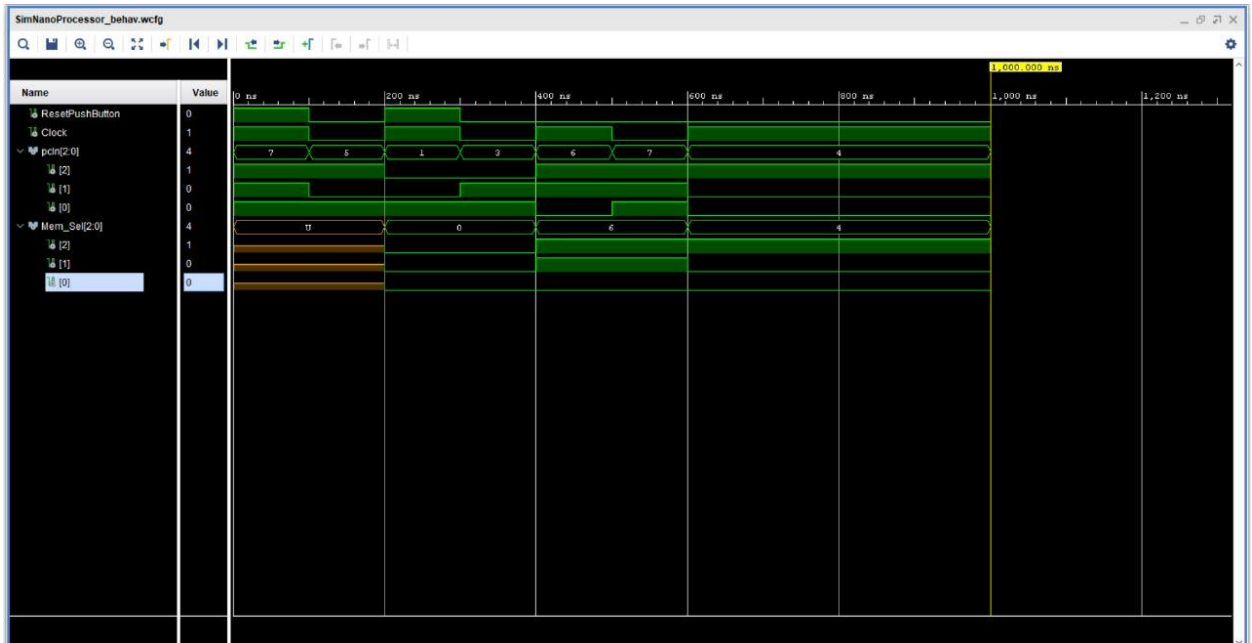 SimNanoProcessor_behav.wcfg
1,000.000 ns
Name Value 0 ns 200 ns 400 ns 600 ns 800 ns 1,000 ns 1,200 ns
ResetPushButton 0
Clock 1
pcIn[2:0] 4 7 5 1 3 6 7 4
[2] 1
[1] 0
[0] 0
Mem_Sel[2:0] 4 U 0 6 4
[2] 1
[1] 0
[0] 0